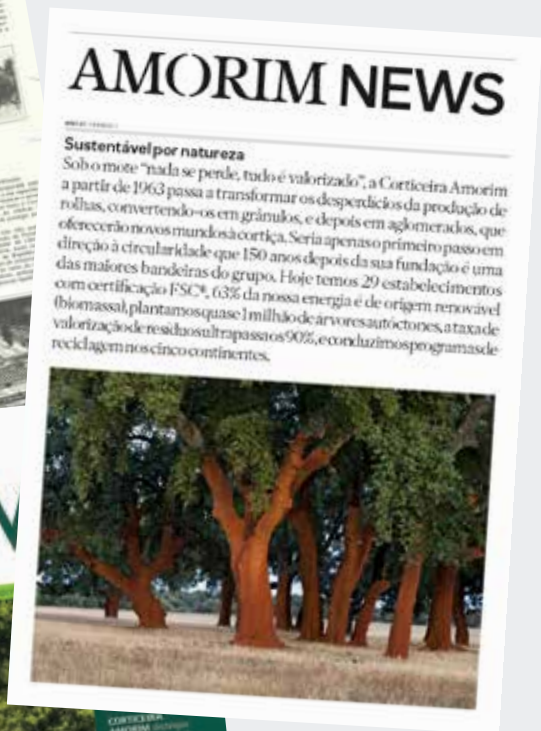 AMORIM NEWS
Sustentável por natureza
Sob o mote “nada se perde, tudo é valorizado”, a Corticeira Amorim
a partir de 1963 passa a transformar os desperdícios da produção de
rolhas, convertendo-os em grânulos, e depois em aglomerados, que
oferecerão novos mundos à cortiça. Seria apenas o primeiro passo em
direção à circularidade que 150 anos depois da sua fundação é uma
das maiores bandeiras do grupo. Hoje temos 29 estabelecimentos
com certificação FSC®, 63% da nossa energia é de origem renovável
(biomassa), plantamos quase 1 milhão de árvores autóctones, a taxa de
valorização de resíduos ultrapassa os 90%, e conduzimos programas de
reciclagem nos cinco continentes.
CORTICEIRA
AMORIM